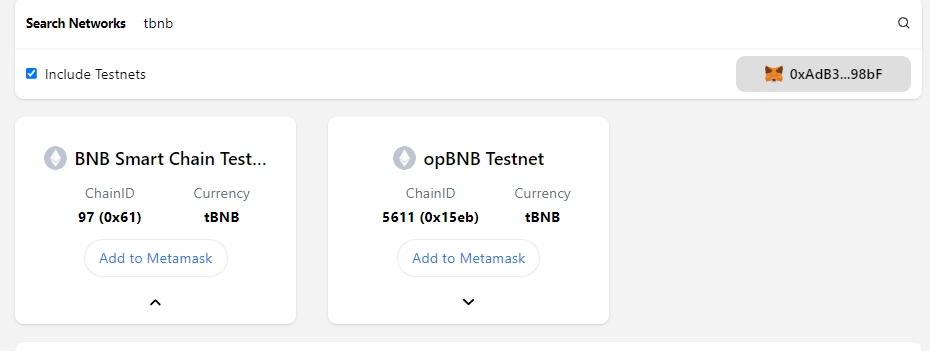 Search Networks tbnb
Include Testnets
0xAdB3...98bF
BNB Smart Chain Test...
ChainID Currency
97 (0x61) tBNB
Add to Metamask
opBNB Testnet
ChainID Currency
5611 (0x15eb) tBNB
Add to Metamask